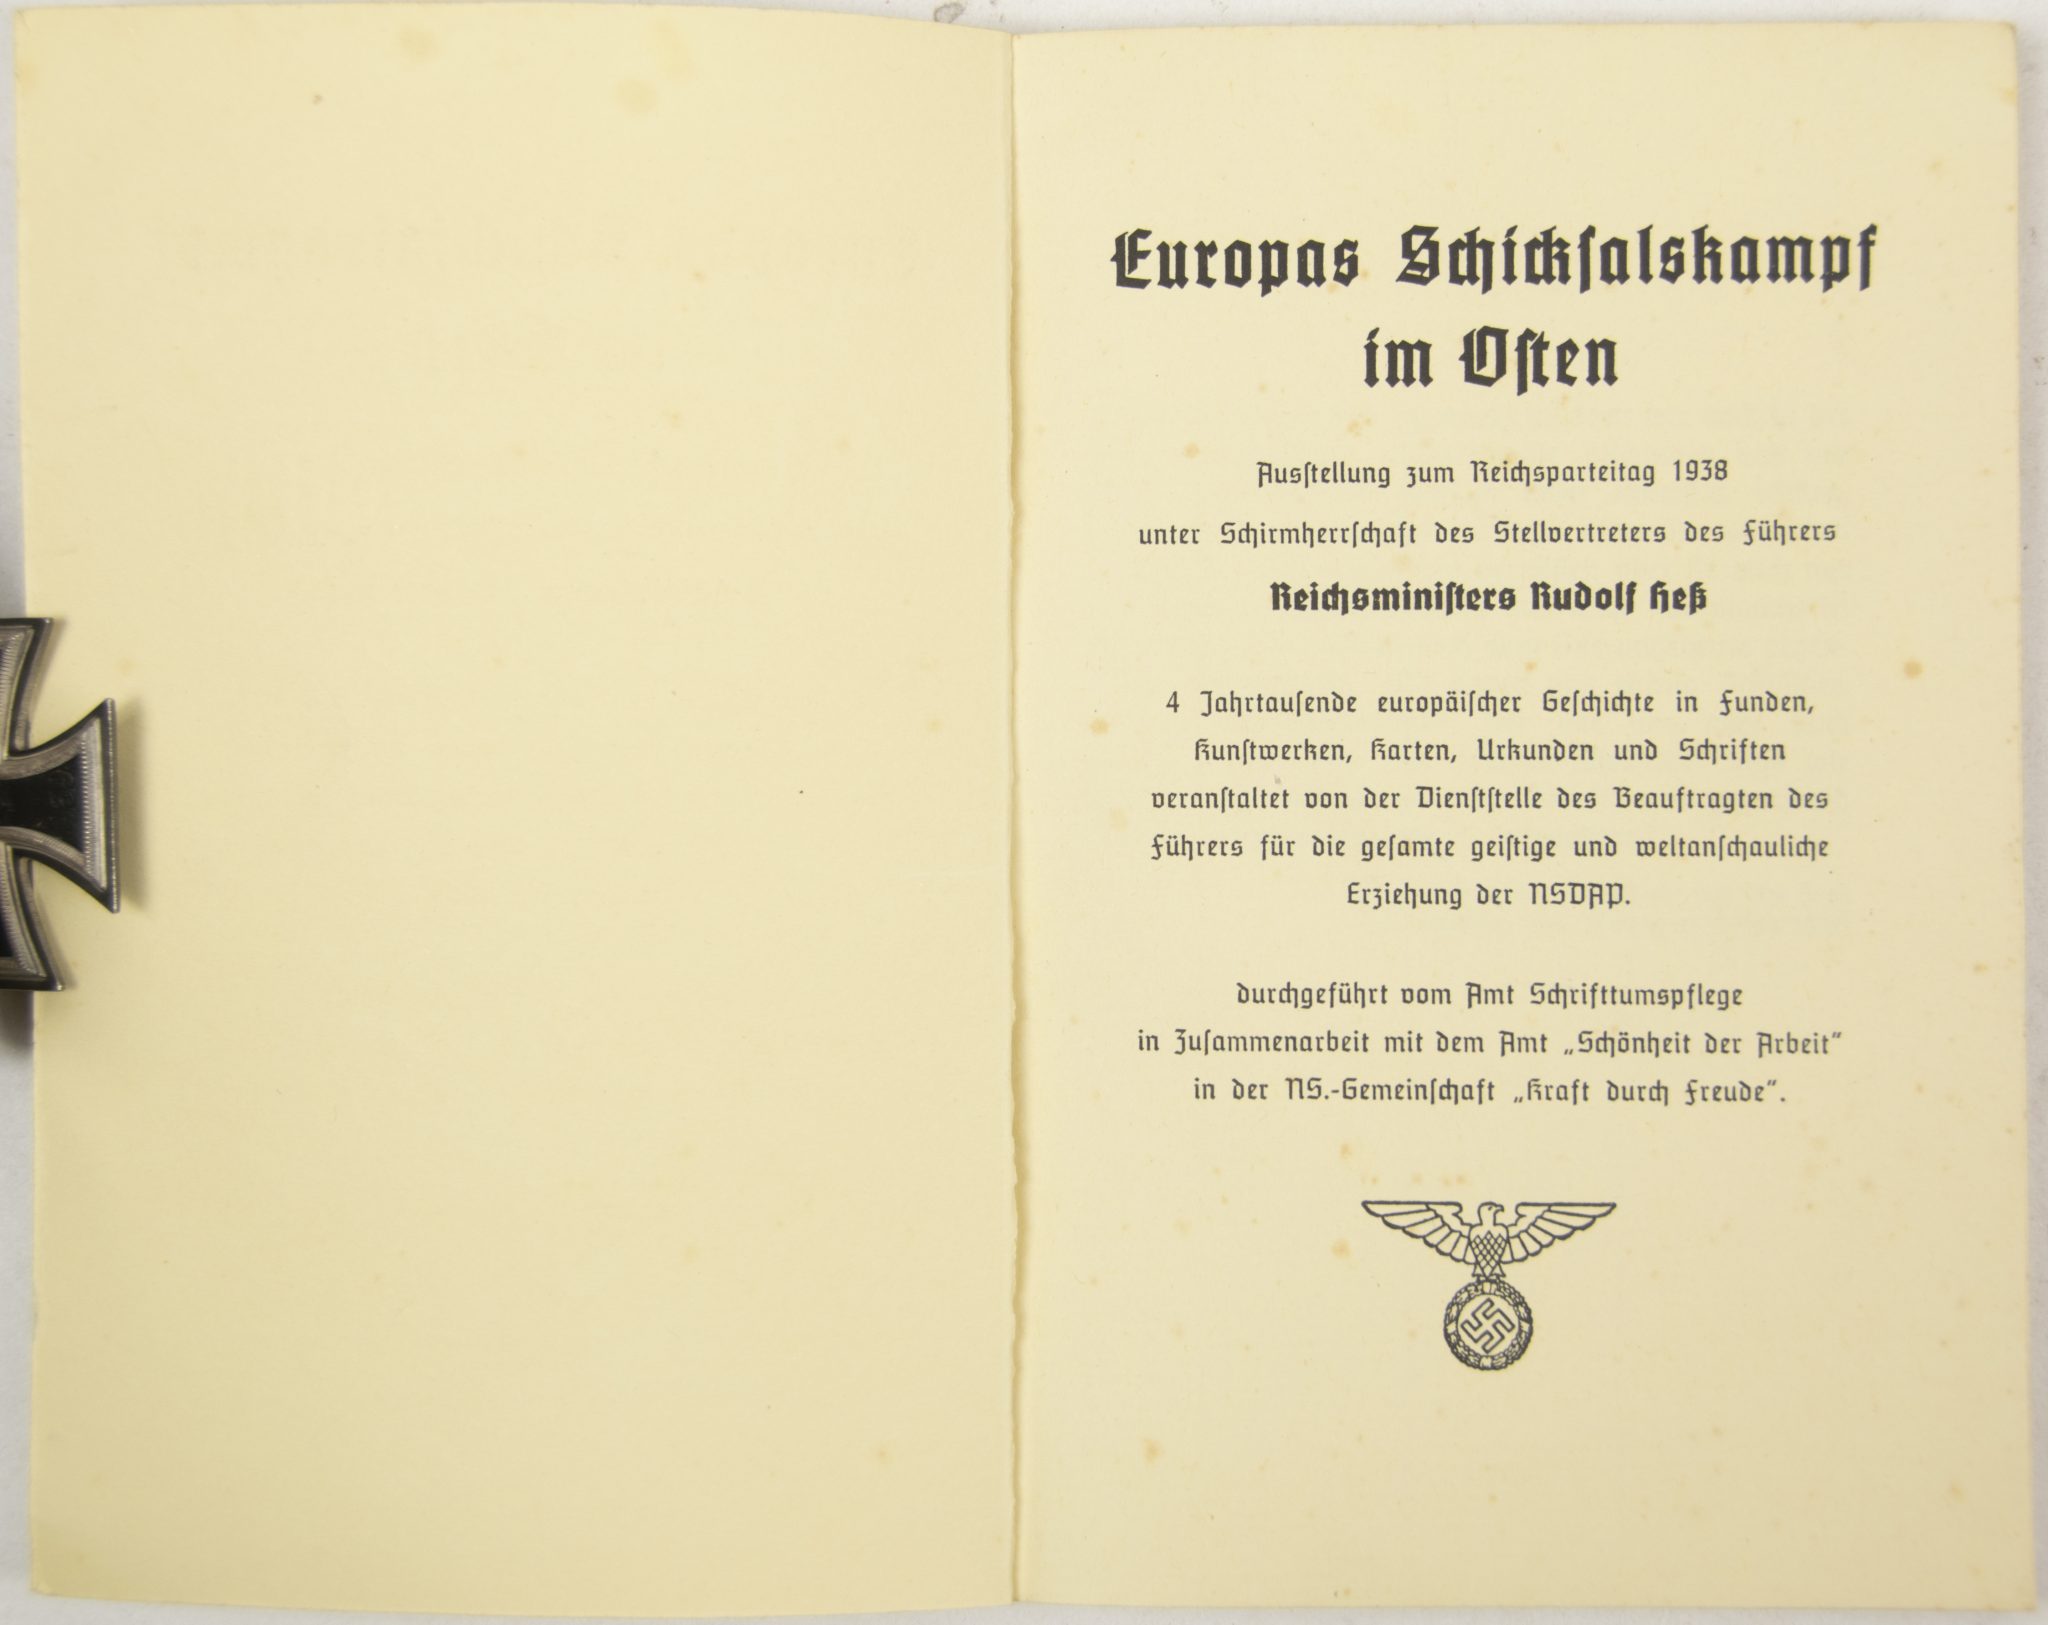 Europas Schickſalskampf
im Oſten
Ausſtellung zum Reichsparteitag 1938
unter Schirmherrſchaft des Stellvertreters des Führers
Reichsminiſters Rudolf Heß
4 Jahrtauſende europäiſcher Geſchichte in Funden,
Kunſtwerken, Karten, Urkunden und Schriften
veranſtaltet von der Dienſtſtelle des Beauftragten des
Führers für die geſamte geiſtige und weltanſchauliche
Erziehung der NSDAP.
durchgeführt vom Amt Schrifttumspflege
in Zuſammenarbeit mit dem Amt „Schönheit der Arbeit“
in der NS.-Gemeinſchaft „Kraft durch Freude“.